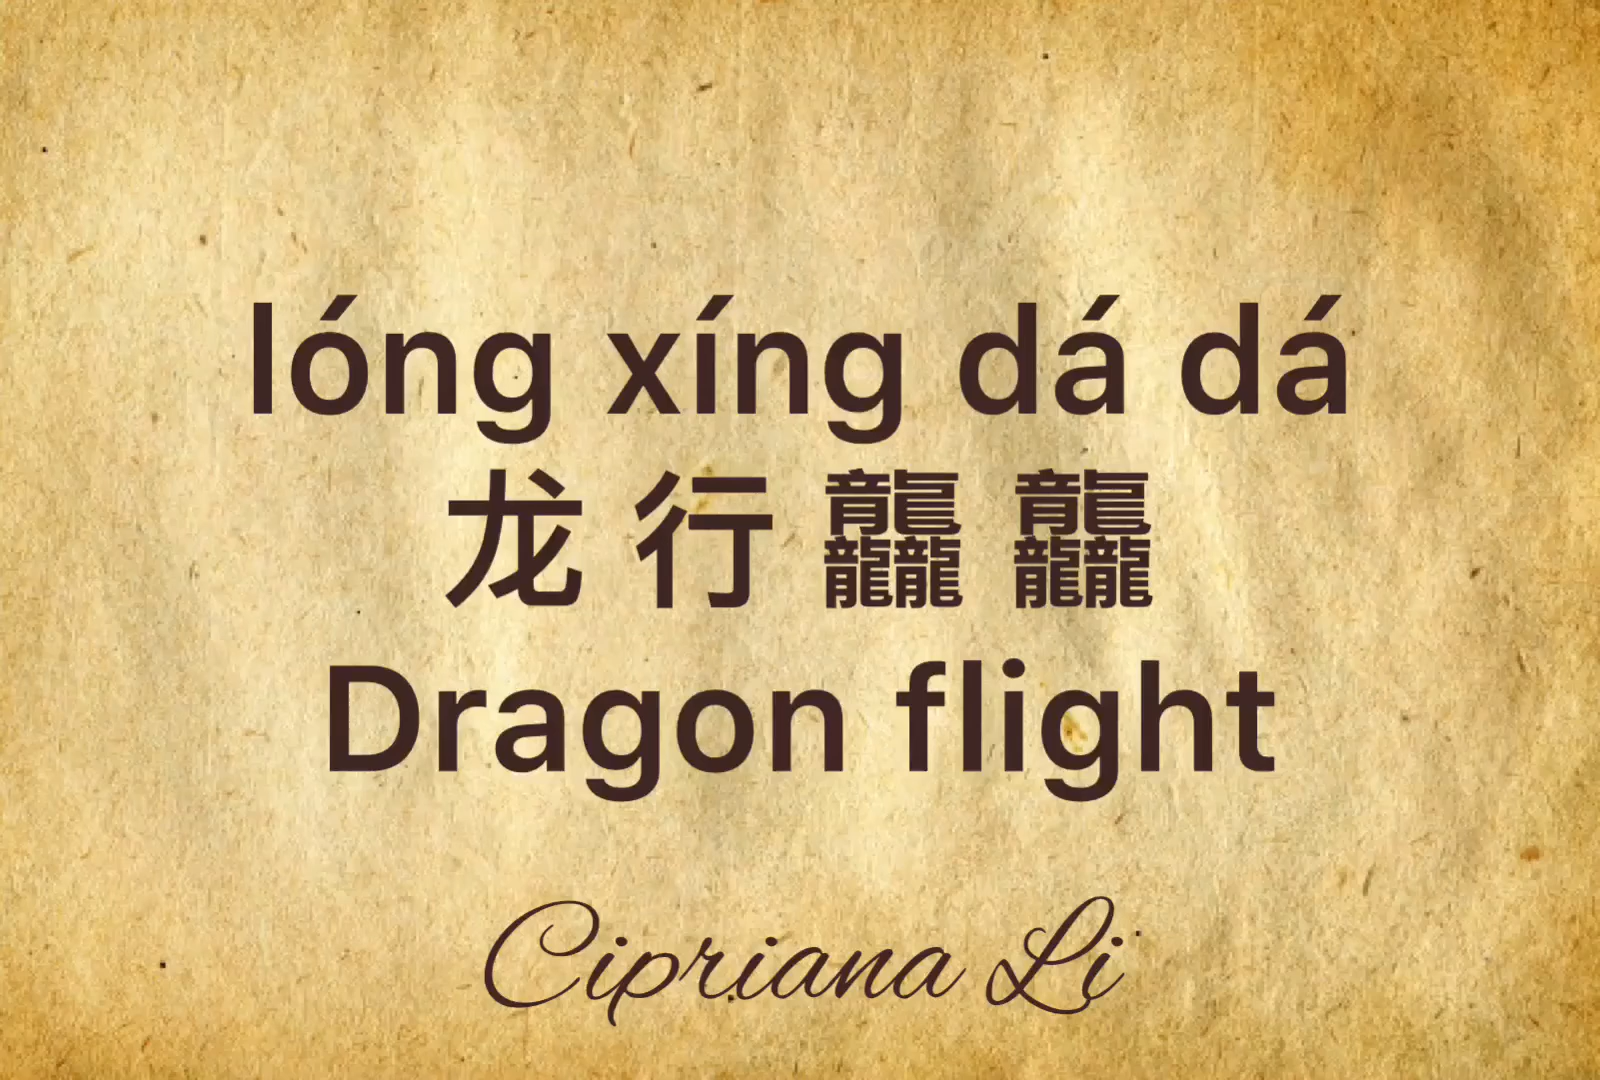 lóng xíng dá dá
龙 行 龘 龘
Dragon flight
Cipriana Li